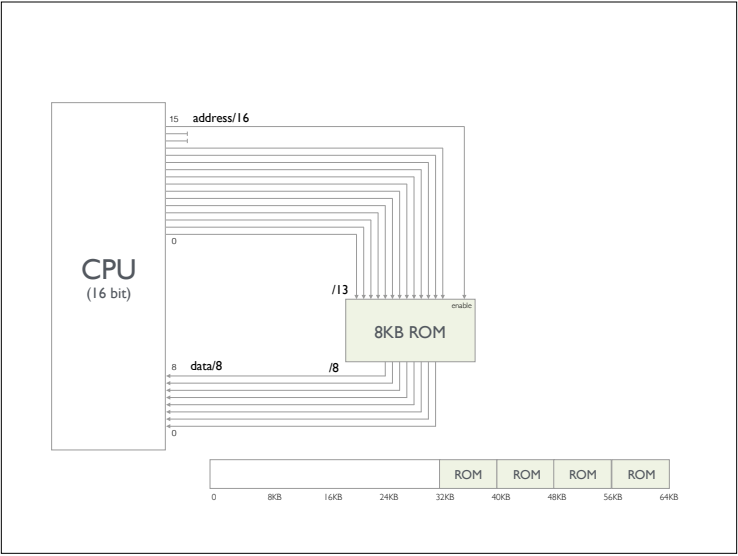 15 address/16
0
CPU
(16 bit)
/13
enable
8KB ROM
8 data/8 /8
0
ROM ROM ROM ROM
0 8KB 16KB 24KB 32KB 40KB 48KB 56KB 64KB